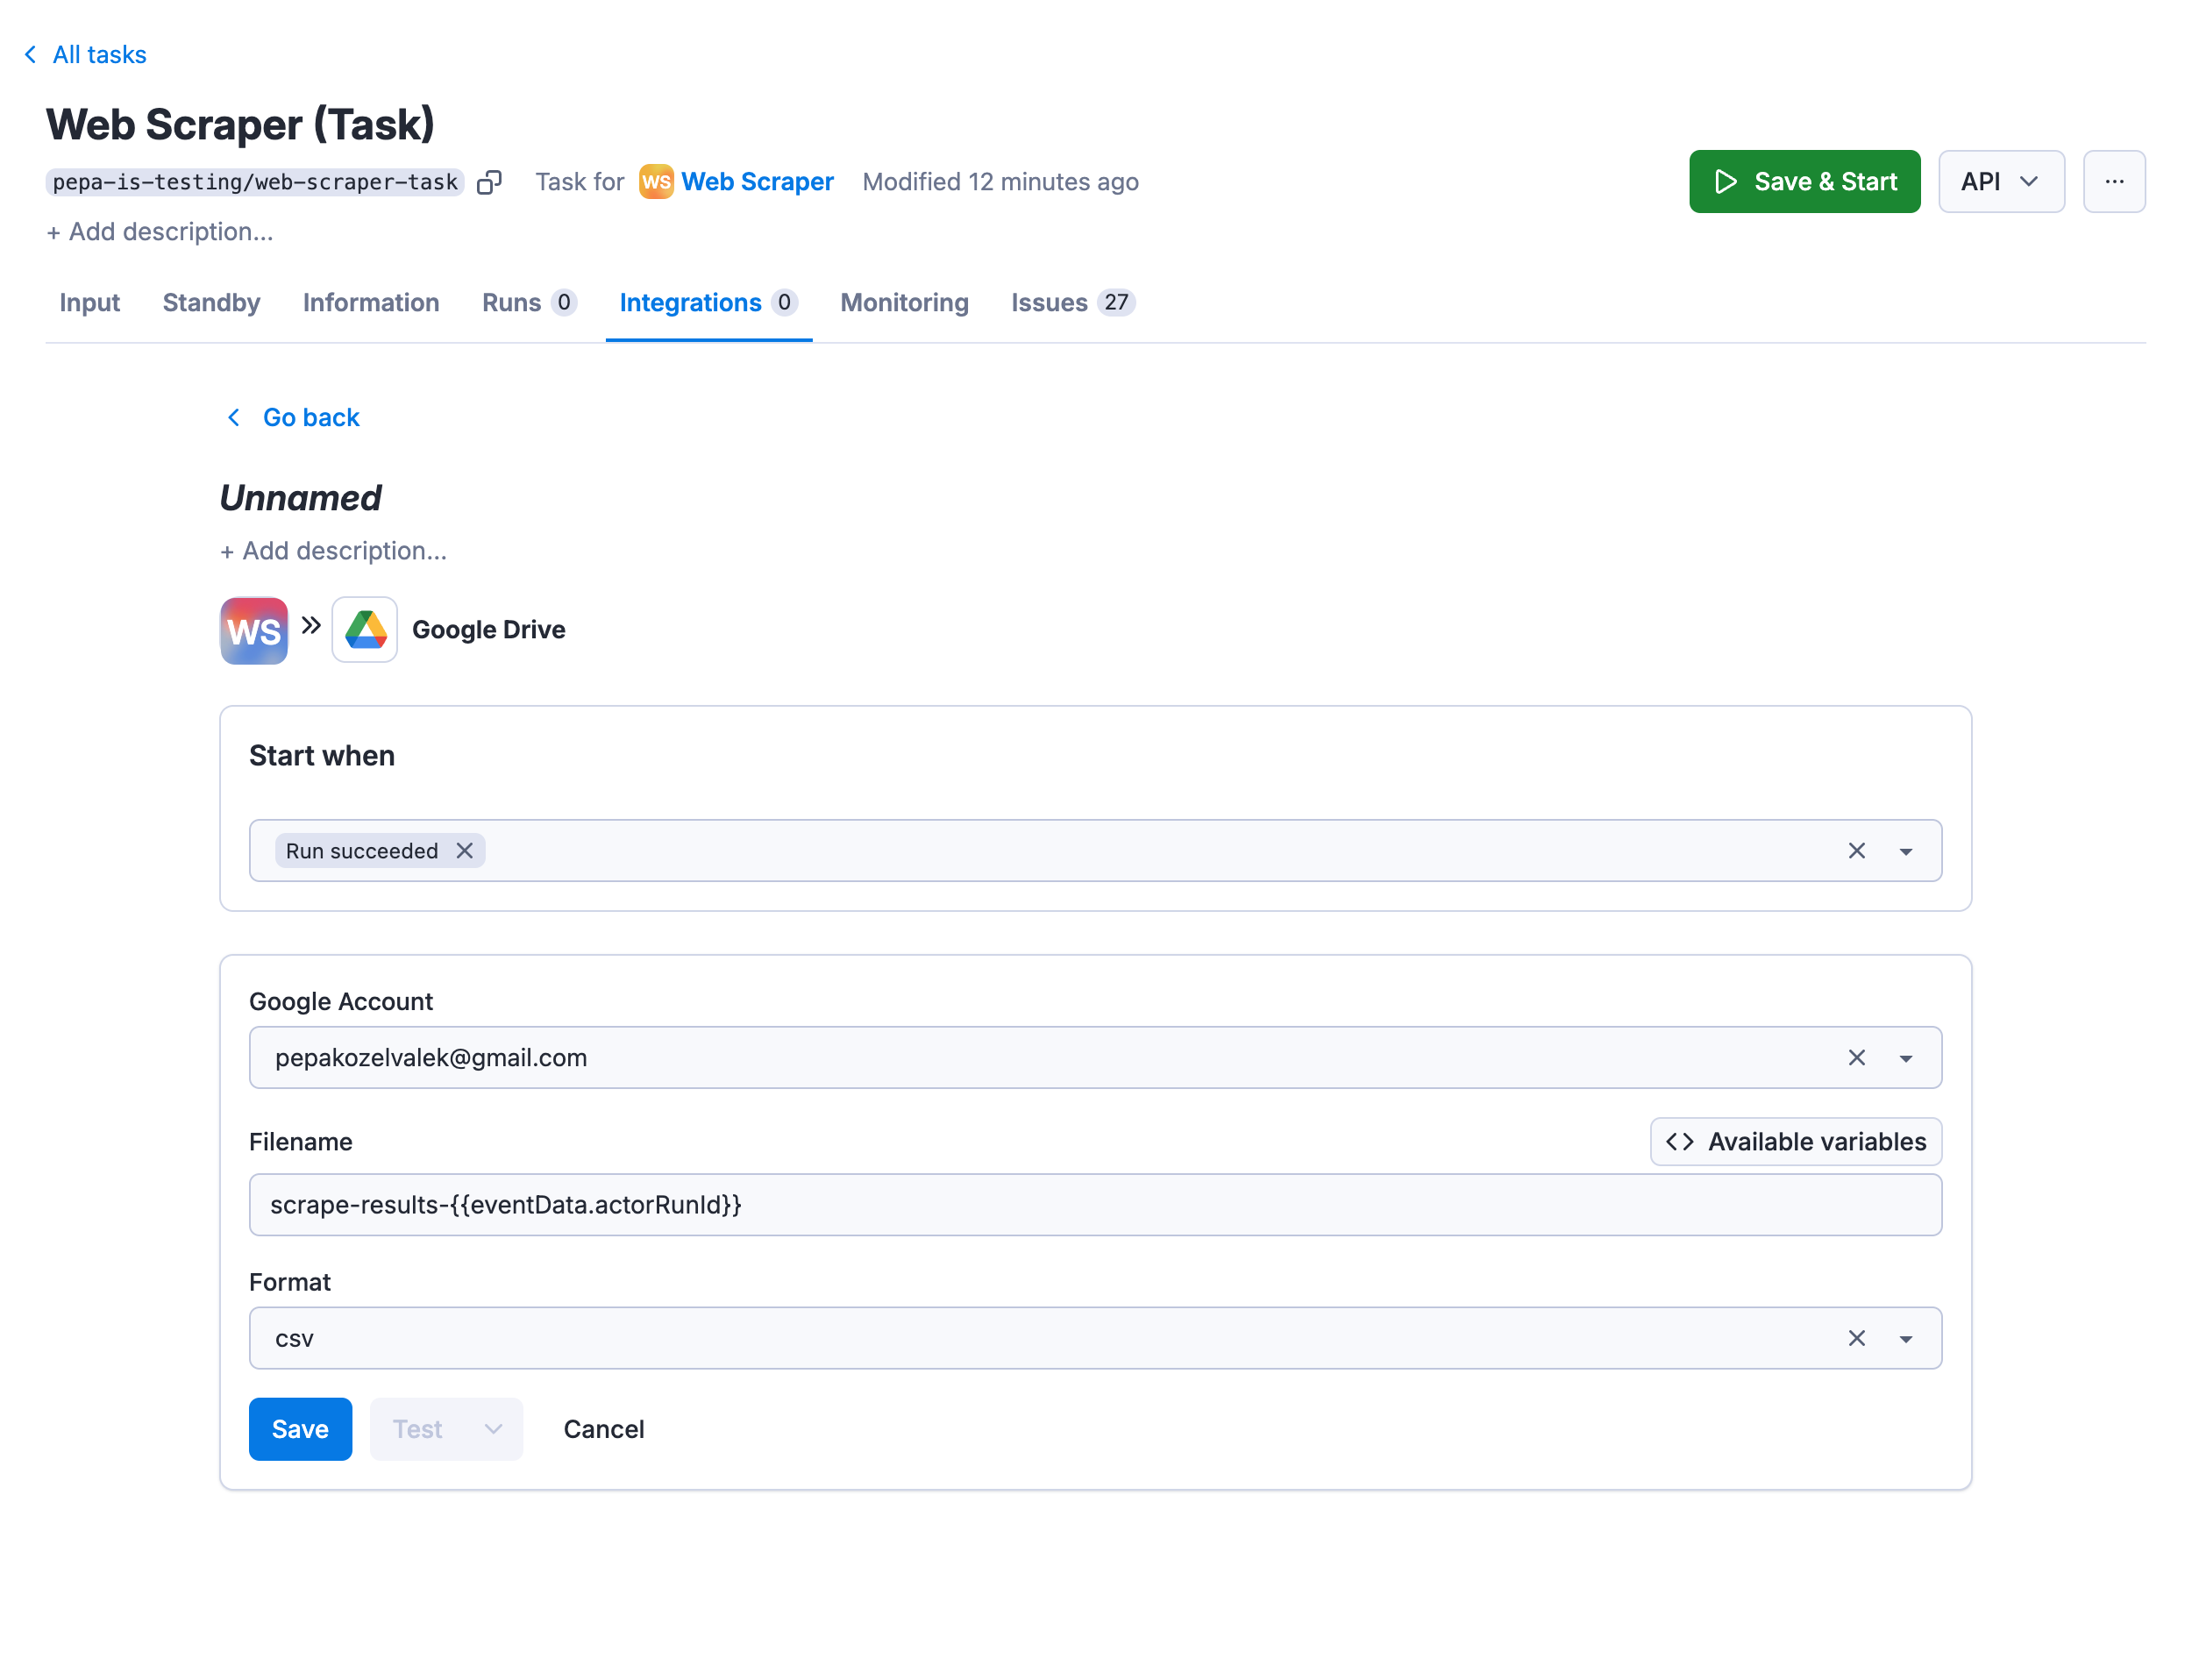 All tasks
Web Scraper (Task)
pepa-is-testing/web-scraper-task Task for WS Web Scraper Modified 12 minutes ago
Save & Start API ...
+ Add description...
Input Standby Information Runs 0 Integrations 0 Monitoring Issues 27
Go back
Unnamed
+ Add description...
WS Google Drive
Start when
Run succeeded
Google Account
pepakozelvalek@gmail.com
Filename <> Available variables
scrape-results-{{eventData.actorRunId}}
Format
csv
Save Test Cancel